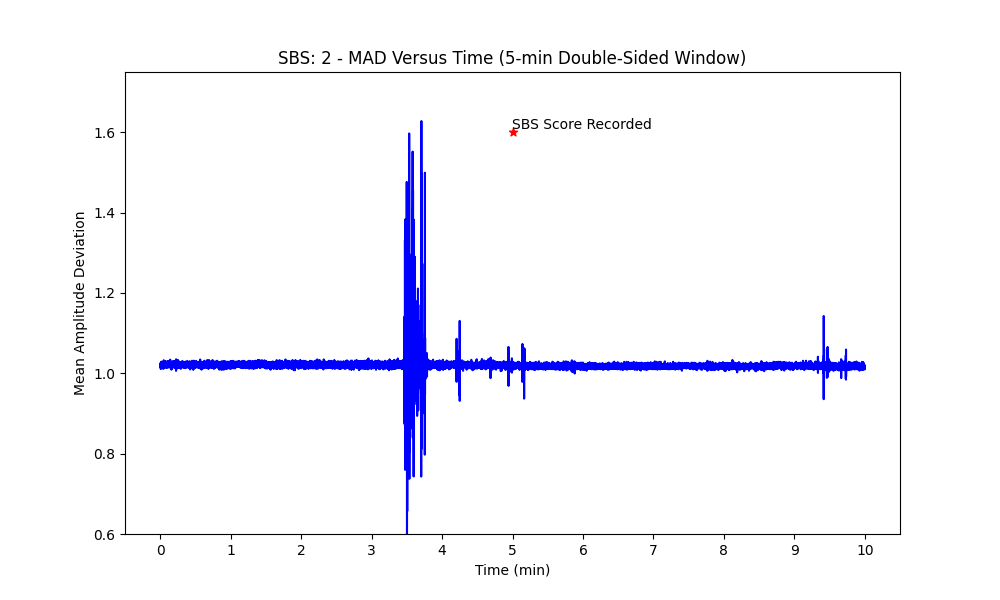 SBS: 2 - MAD Versus Time (5-min Double-Sided Window)
SBS Score Recorded
Mean Amplitude Deviation
1.6
1.4
1.2
1.0
0.8
0.6
0 1 2 3 4 5 6 7 8 9 10
Time (min)